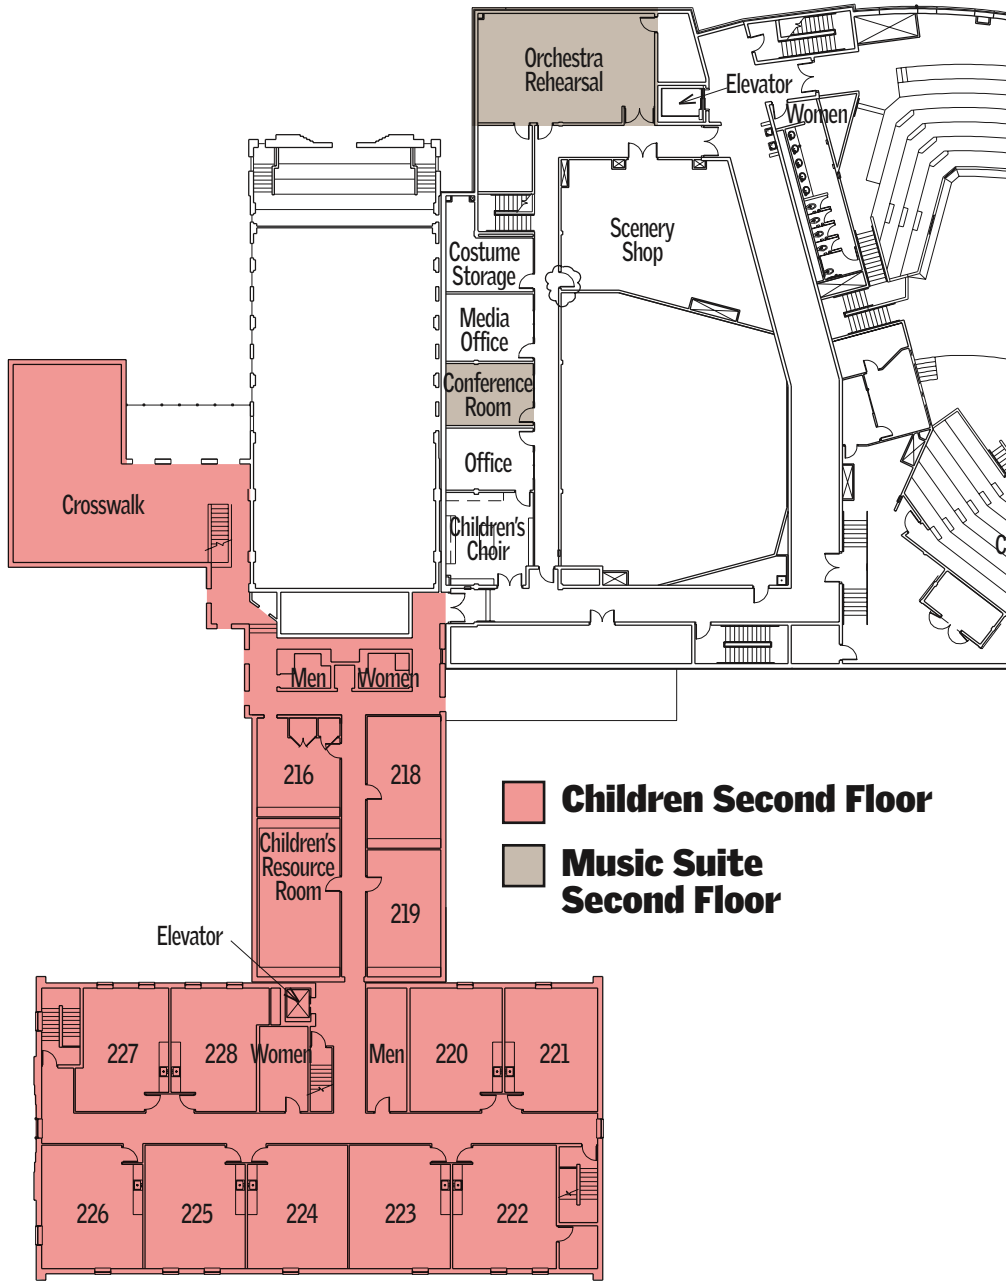 Orchestra
Rehearsal
Elevator
Women
Scenery
Shop
Costume
Storage
Media
Office
Conference
Room
Office
Crosswalk
Children's
Choir
C
Men
Women
216
218
Children Second Floor
Children's
Resource
Room
Music Suite
Second Floor
219
Elevator
227
228
Women
Men
220
221
226
225
224
223
222